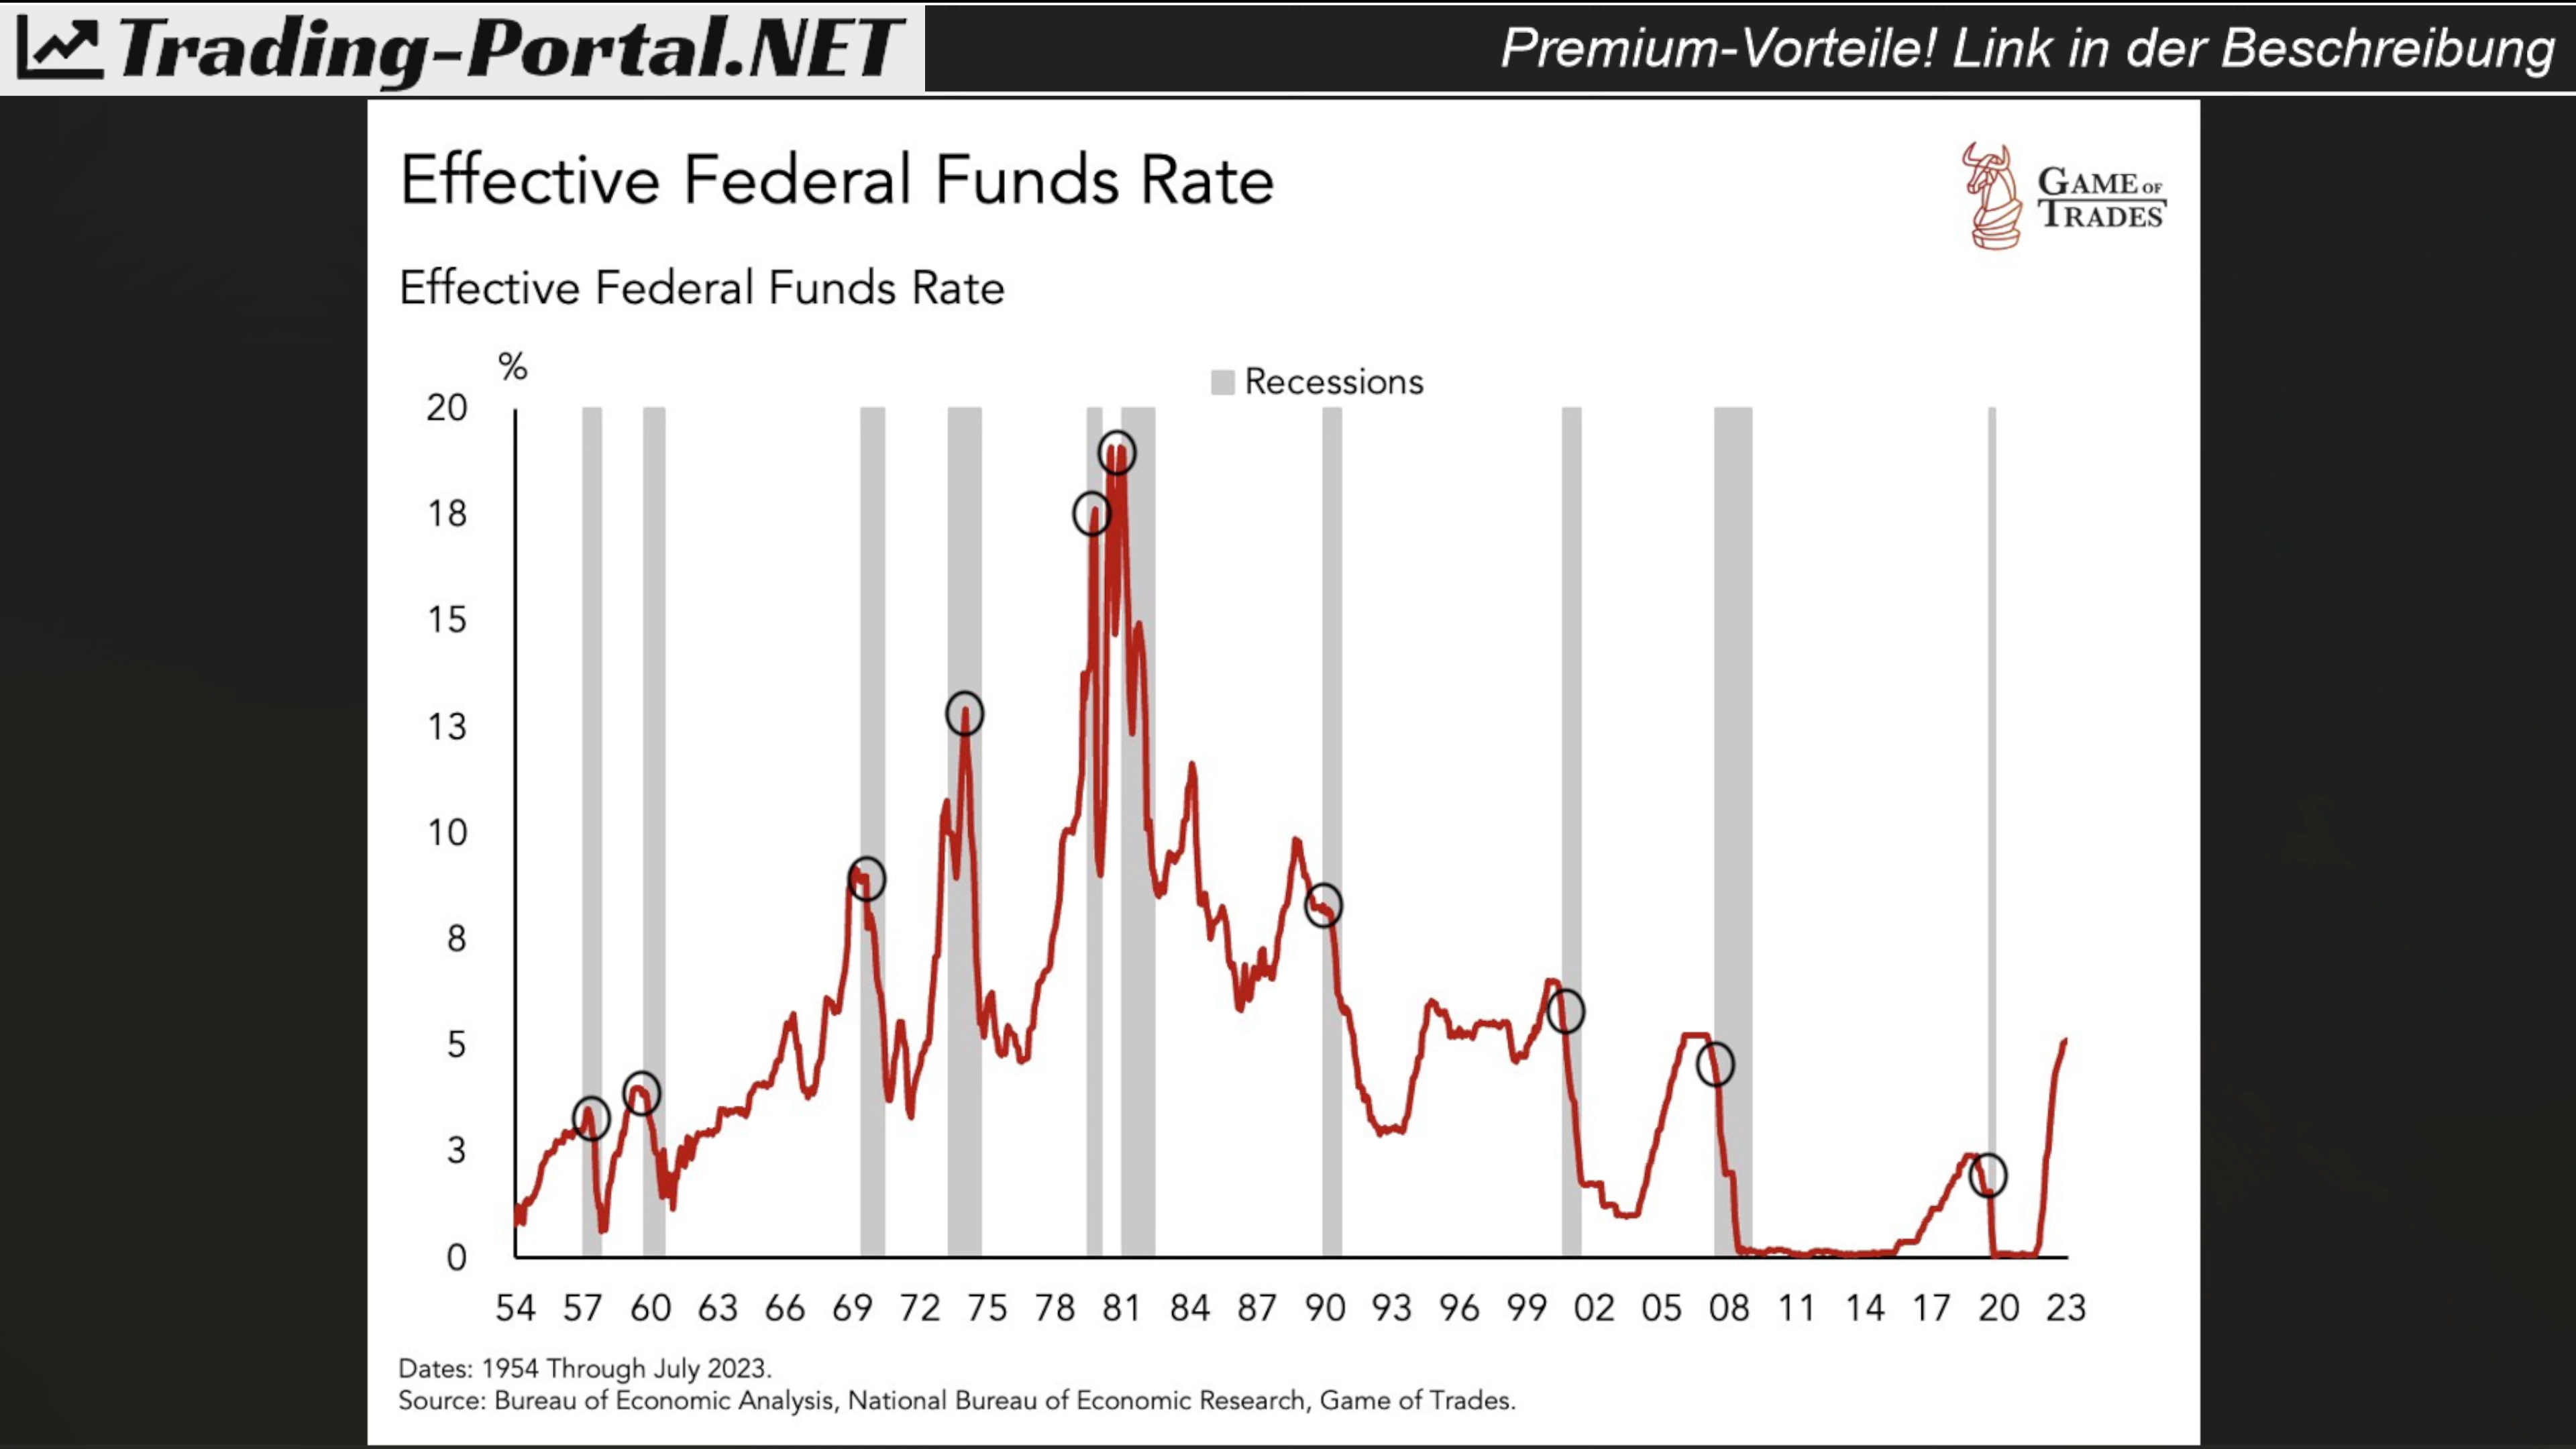 Trading-Portal.NET
Premium-Vorteile! Link in der Beschreibung
Effective Federal Funds Rate
GAME OF
TRADES
Effective Federal Funds Rate
%
Recessions
20
18
15
13
10
8
5
3
0
54 57 60 63 66 69 72 75 78 81 84 87 90 93 96 99 02 05 08 11 14 17 20 23
Dates: 1954 Through July 2023.
Source: Bureau of Economic Analysis, National Bureau of Economic Research, Game of Trades.